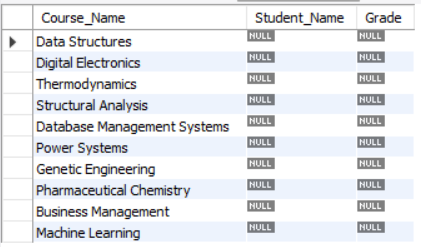 Course_Name Student_Name Grade
Data Structures NULL NULL
Digital Electronics NULL NULL
Thermodynamics NULL NULL
Structural Analysis NULL NULL
Database Management Systems NULL NULL
Power Systems NULL NULL
Genetic Engineering NULL NULL
Pharmaceutical Chemistry NULL NULL
Business Management NULL NULL
Machine Learning NULL NULL